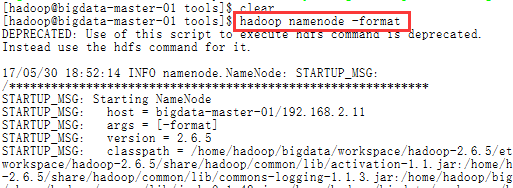 [hadoop@bigdata-master-01 tools]$ clear
[hadoop@bigdata-master-01 tools]$ hadoop namenode -format
DEPRECATED: Use of this script to execute hdfs command is deprecated.
Instead use the hdfs command for it.
17/05/30 18:52:14 INFO namenode.NameNode: STARTUP_MSG:
/************************************************************
STARTUP_MSG: Starting NameNode
STARTUP_MSG:   host = bigdata-master-01/192.168.2.11
STARTUP_MSG:   args = [-format]
STARTUP_MSG:   version = 2.6.5
STARTUP_MSG:   classpath = /home/hadoop/bigdata/workspace/hadoop-2.6.5/et
workspace/hadoop-2.6.5/share/hadoop/common/lib/activation-1.1.jar:/home/h
-2.6.5/share/hadoop/common/lib/commons-logging-1.1.3.jar:/home/hadoop/big